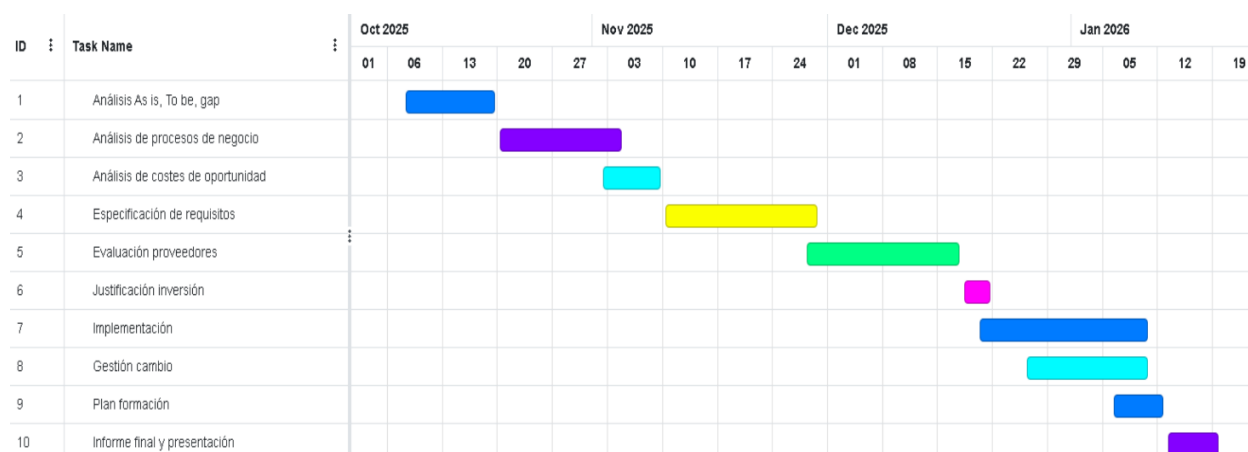 ID Task Name Oct 2025 Nov 2025 Dec 2025 Jan 2026
01 06 13 20 27 03 10 17 24 01 08 15 22 29 05 12 19
1 Análisis As is, To be, gap
2 Análisis de procesos de negocio
3 Análisis de costes de oportunidad
4 Especificación de requisitos
5 Evaluación proveedores
6 Justificación inversión
7 Implementación
8 Gestión cambio
9 Plan formación
10 Informe final y presentación